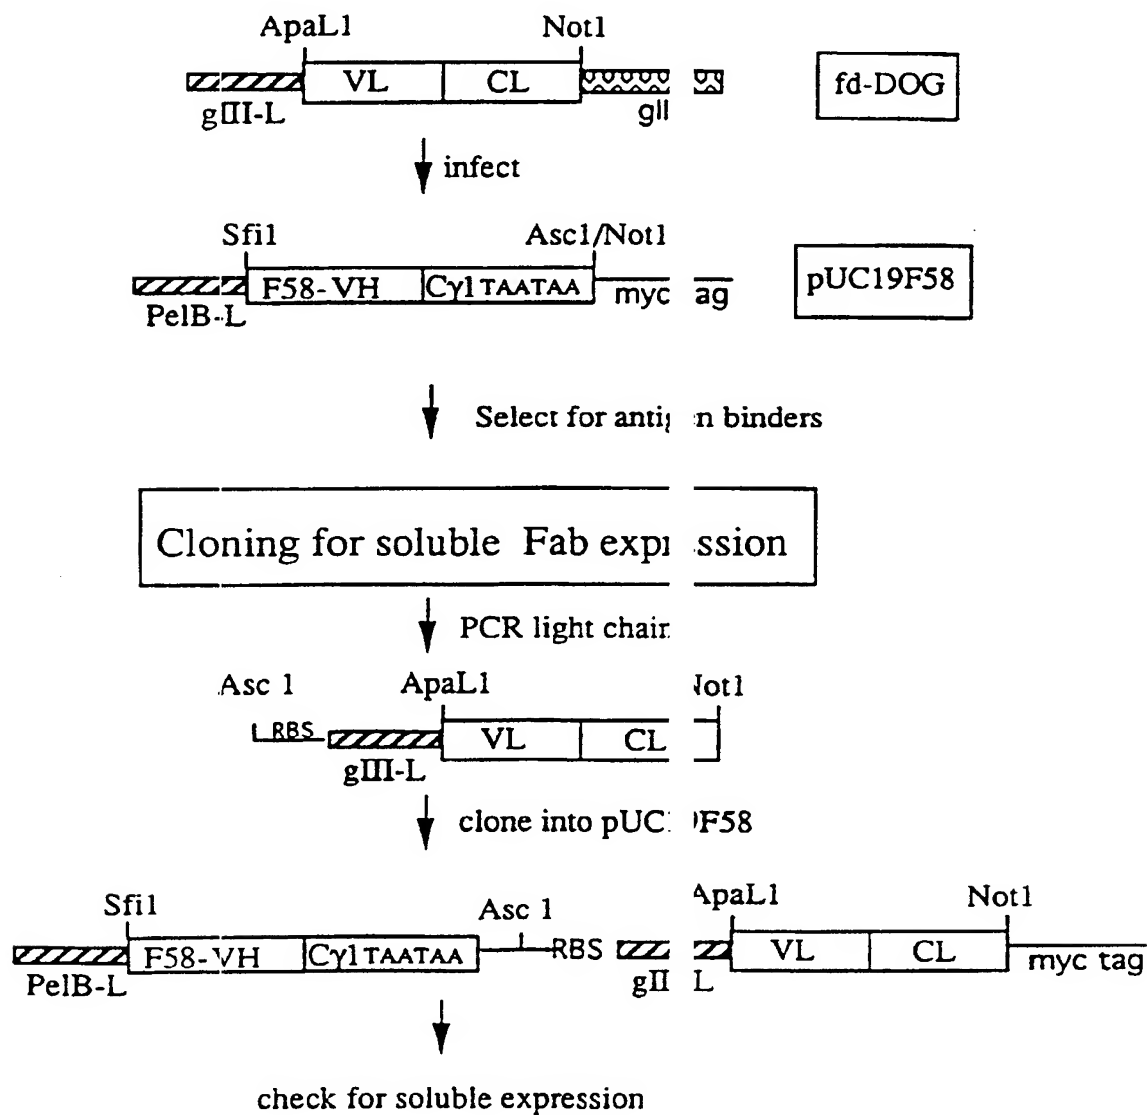 ApaL1 Not1
VL CL
fd-DOG
gIII-L gII
infect
Sfi1 Asc1/Not1
F58-VH Cγ1 TAATAA
pUC19F58
PelB-L myc ag
Select for anti n binders
Cloning for soluble Fab expr ssion
PCR light chain
Asc 1 ApaL1 Not1
RBS VL CL
gIII-L
clone into pUC 9F58
Sfi1 Asc 1 ApaL1 Not1
F58-VH Cγ1 TAATAA RBS VL CL
PelB-L gII L myc tag
check for soluble expression